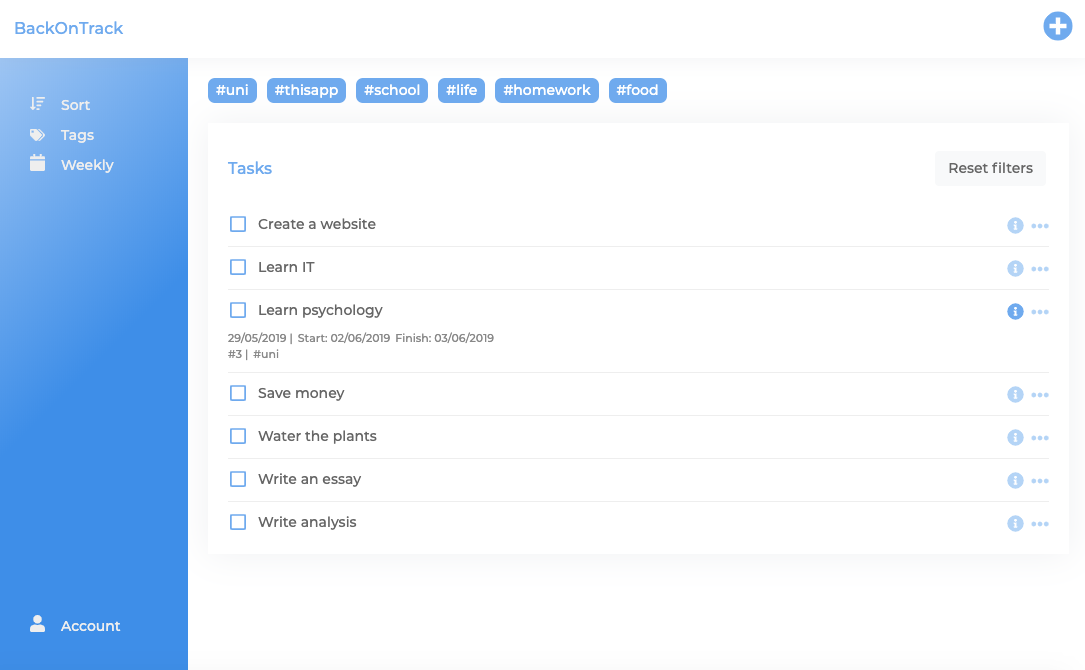 BackOnTrack
Sort
Tags
Weekly
Account
#uni #thisapp #school #life #homework #food
Tasks
Reset filters
Create a website
Learn IT
Learn psychology
29/05/2019 | Start: 02/06/2019 Finish: 03/06/2019
#3 | #uni
Save money
Water the plants
Write an essay
Write analysis